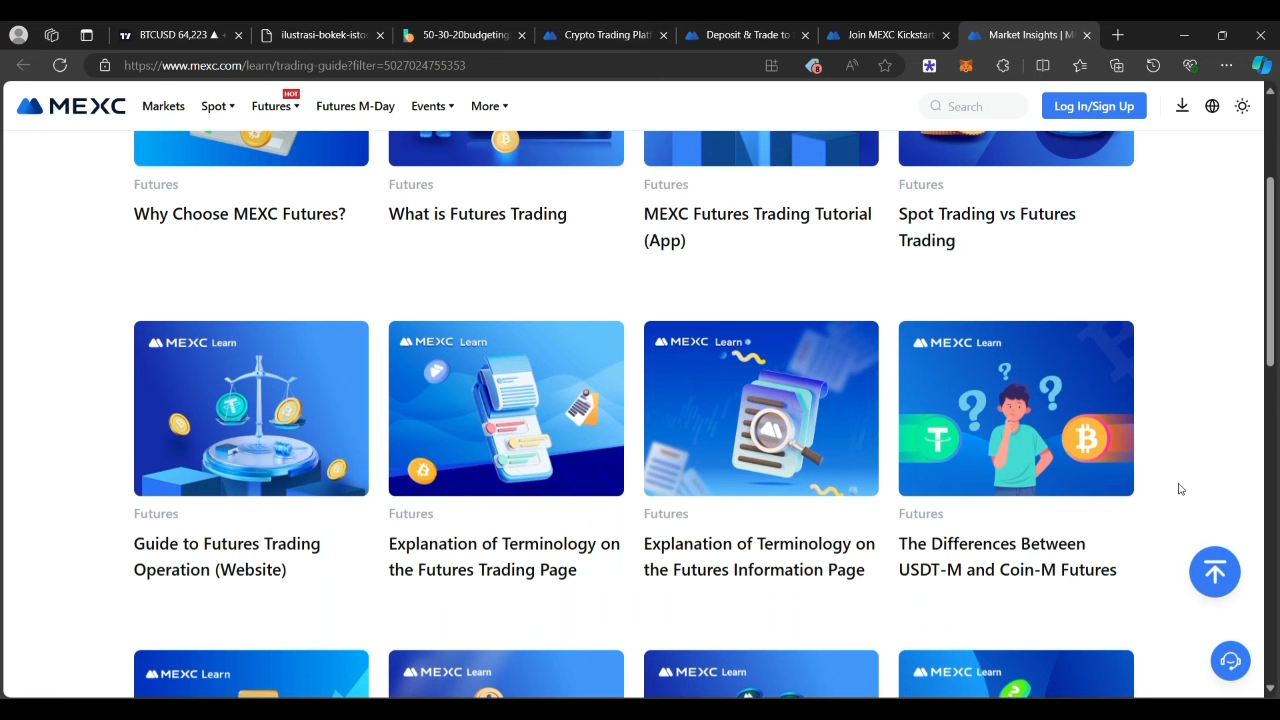 BTCUSD 64,223 ▲
ilustrasi-bokek-istoc
50-30-20budgeting
Crypto Trading Platf
Deposit & Trade to
Join MEXC Kickstar
Market Insights | M
https://www.mexc.com/learn/trading-guide?filter=5027024755353
8
MEXC
Markets
Spot
Futures
HOT
Futures M-Day
Events
More
Search
Log In/Sign Up
Futures
Why Choose MEXC Futures?
Futures
What is Futures Trading
Futures
MEXC Futures Trading Tutorial
(App)
Futures
Spot Trading vs Futures
Trading
MEXC Learn
MEXC Learn
MEXC Learn
MEXC Learn
Futures
Guide to Futures Trading
Operation (Website)
Futures
Explanation of Terminology on
the Futures Trading Page
Futures
Explanation of Terminology on
the Futures Information Page
Futures
The Differences Between
USDT-M and Coin-M Futures
MEXC Learn
MEXC Learn
MEXC Learn
MEXC Learn